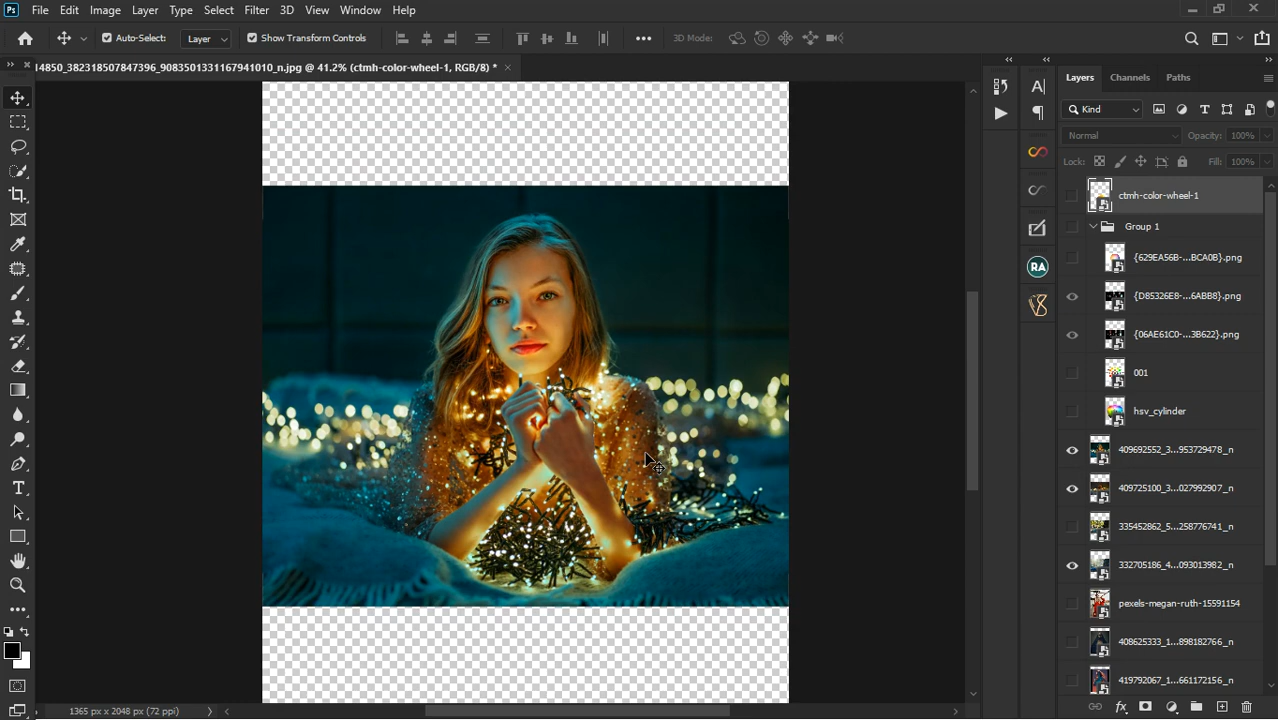 Ps File Edit Image Layer Type Select Filter 3D View Window Help
Auto-Select: Layer Show Transform Controls 3D Mode:
14850_382318507847396_9083501331167941010_n.jpg @ 41.2% (ctmh-color-wheel-1, RGB/8) *
Layers Channels Paths
Kind
Normal Opacity: 100%
Lock: Fill: 100%
ctmh-color-wheel-1
Group 1
{629EA56B-...BCA0B}.png
{D85326E8-...6ABB8}.png
{06AE61C0-...3B622}.png
001
hsv_cylinder
409692552_3...953729478_n
409725100_3...027992907_n
335452862_5...258776741_n
332705186_4...093013982_n
pexels-megan-ruth-15591154
408625333_1...898182766_n
419792067_1...661172156_n
RA
1365 px x 2048 px (72 ppi)